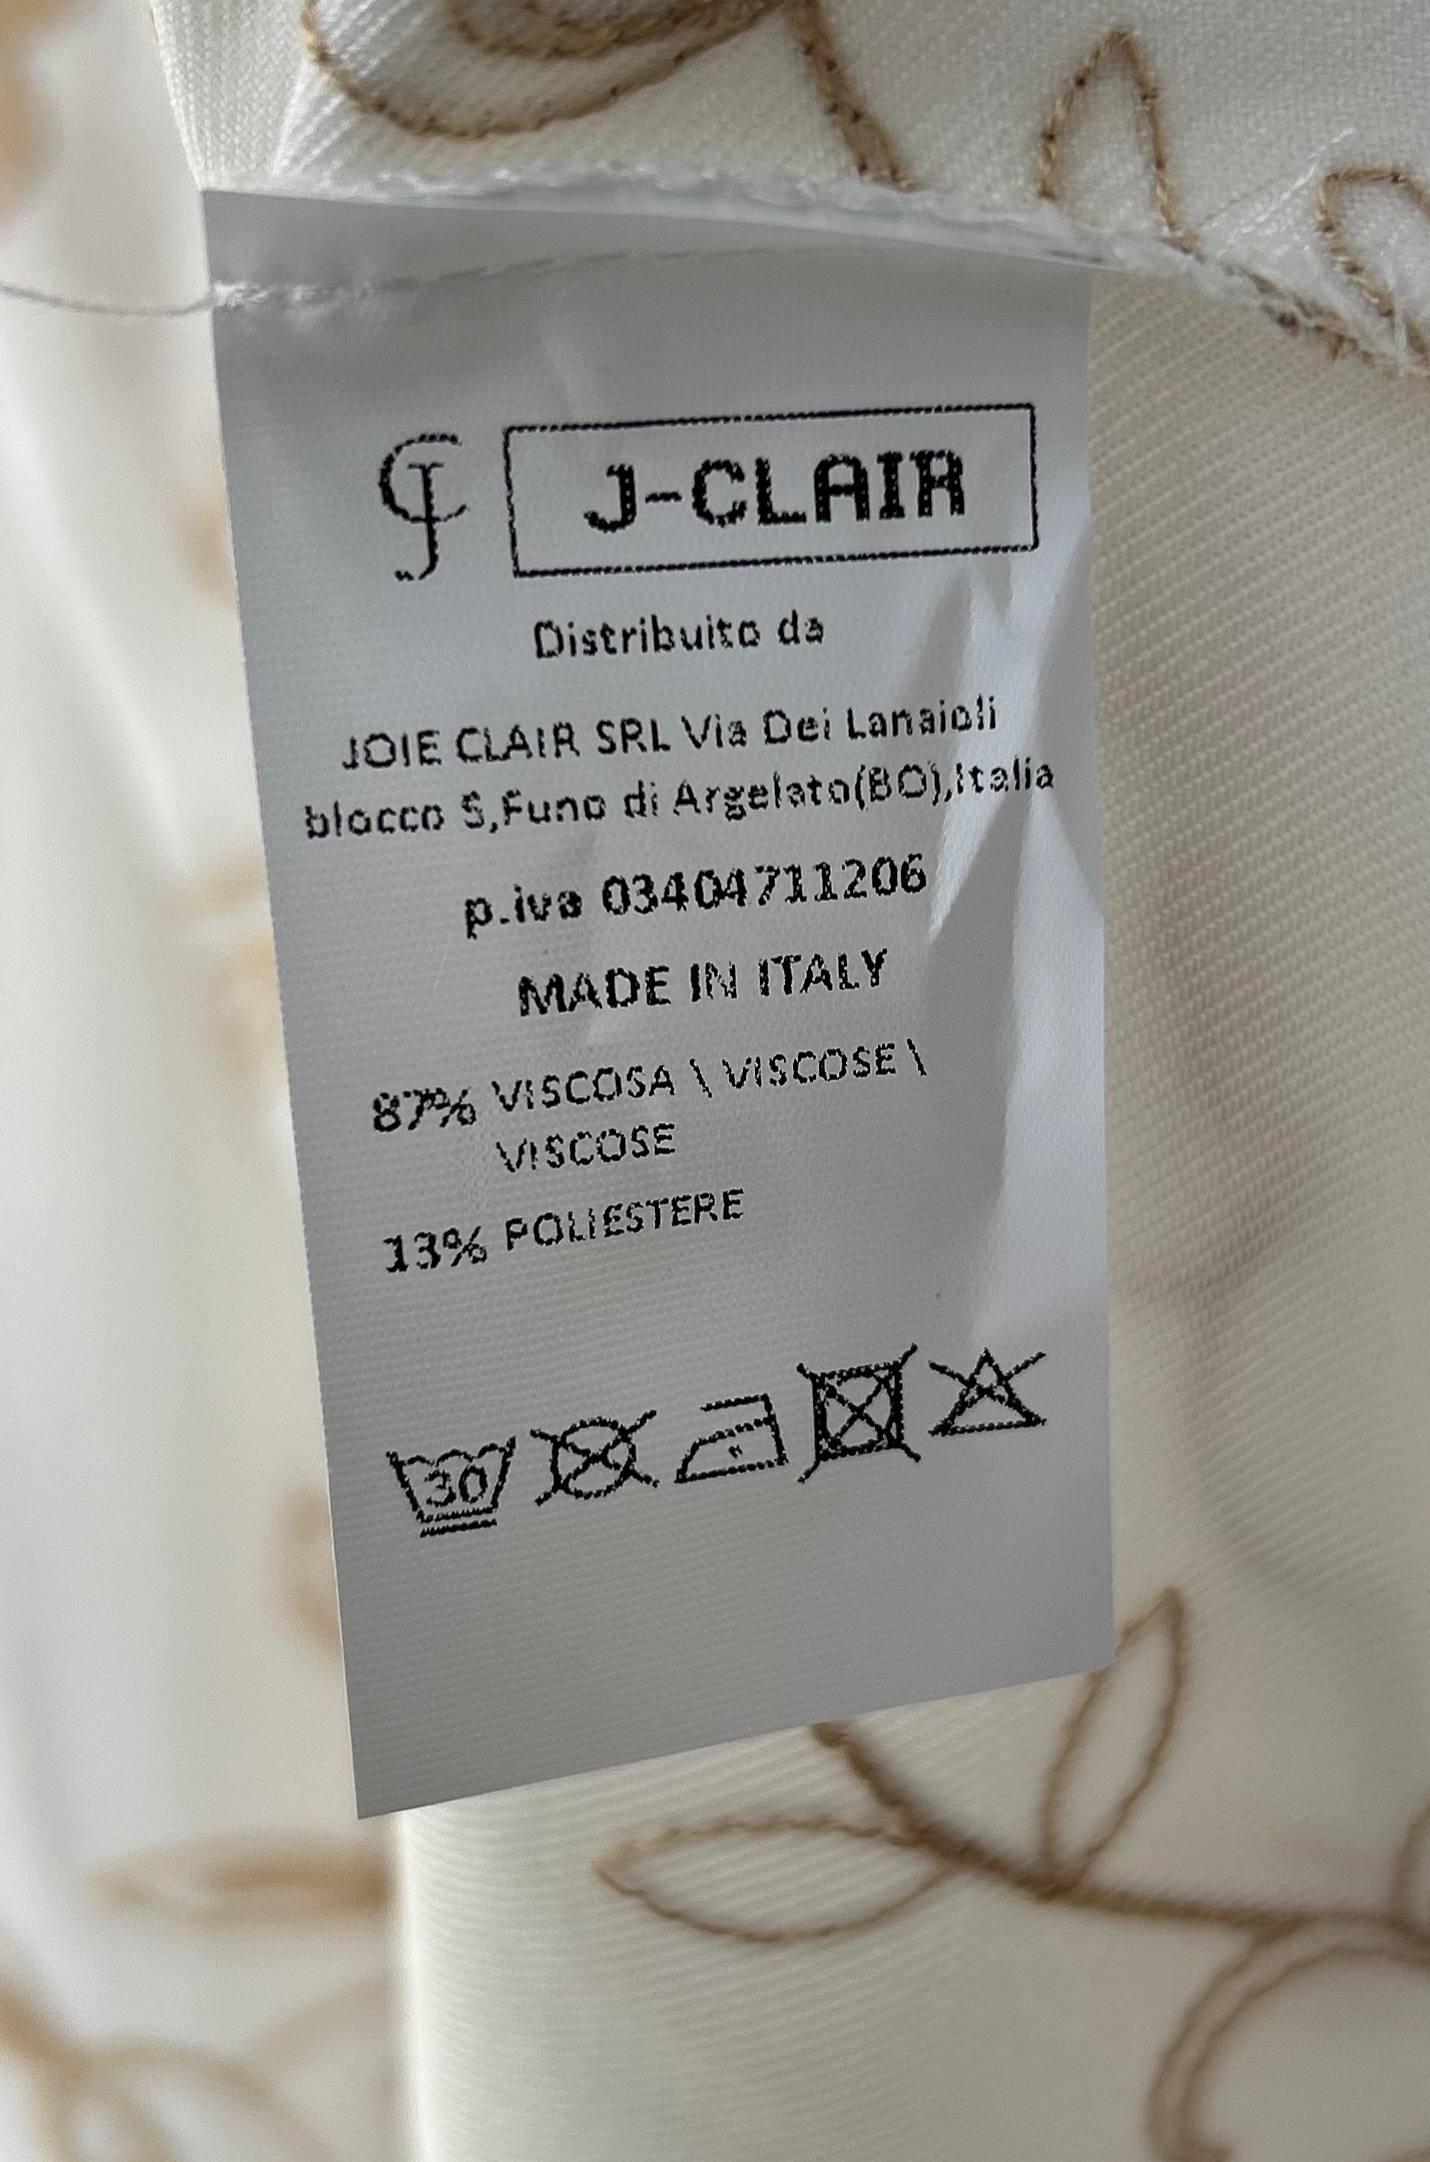 CJ J-CLAIR
Distribuito da
JOIE CLAIR SRL Via Dei Lanaioli
blocco 5,Funo di Argelato(BO),Italia
p.iva 03404711206
MADE IN ITALY
87% VISCOSA \ VISCOSE \
VISCOSE
13% POLIESTERE
30